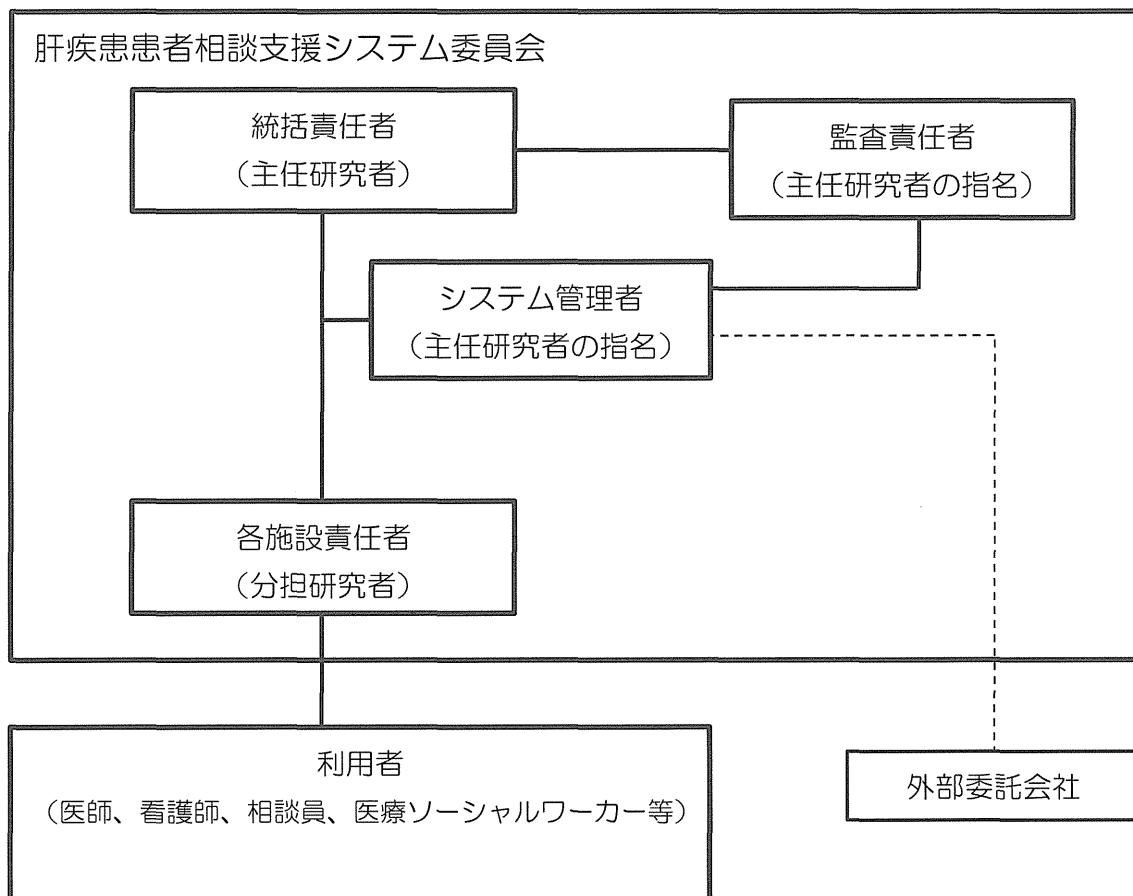 肝疾患患者相談支援システム委員会
統括責任者
（主任研究者）
監査責任者
（主任研究者の指名）
システム管理者
（主任研究者の指名）
各施設責任者
（分担研究者）
利用者
（医師、看護師、相談員、医療ソーシャルワーカー等）
外部委託会社